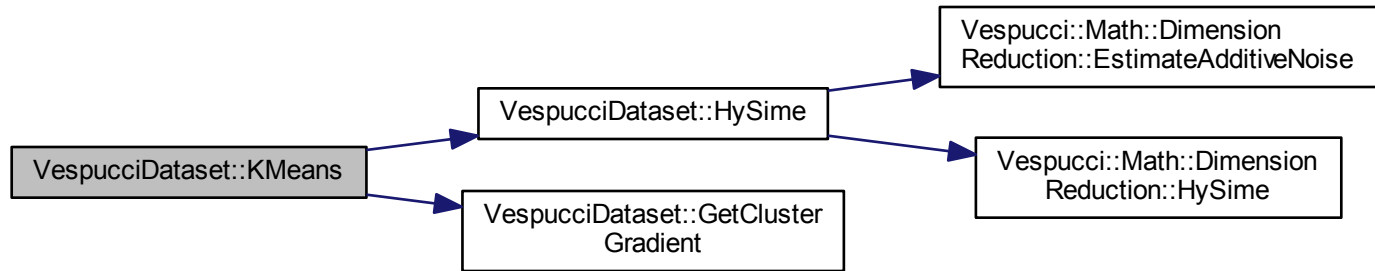 Vespucci::Math::Dimension
Reduction::EstimateAdditiveNoise
VespucciDataset::HySime
VespucciDataset::KMeans
Vespucci::Math::Dimension
Reduction::HySime
VespucciDataset::GetCluster
Gradient